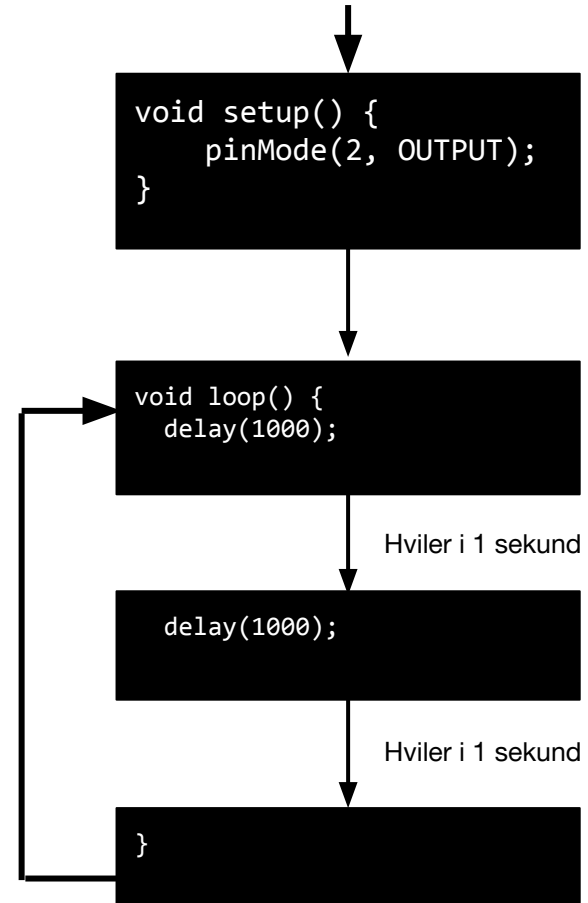 void setup() {
    pinMode(2, OUTPUT);
}
void loop() {
  delay(1000);
Hviler i 1 sekund
  delay(1000);
Hviler i 1 sekund
}